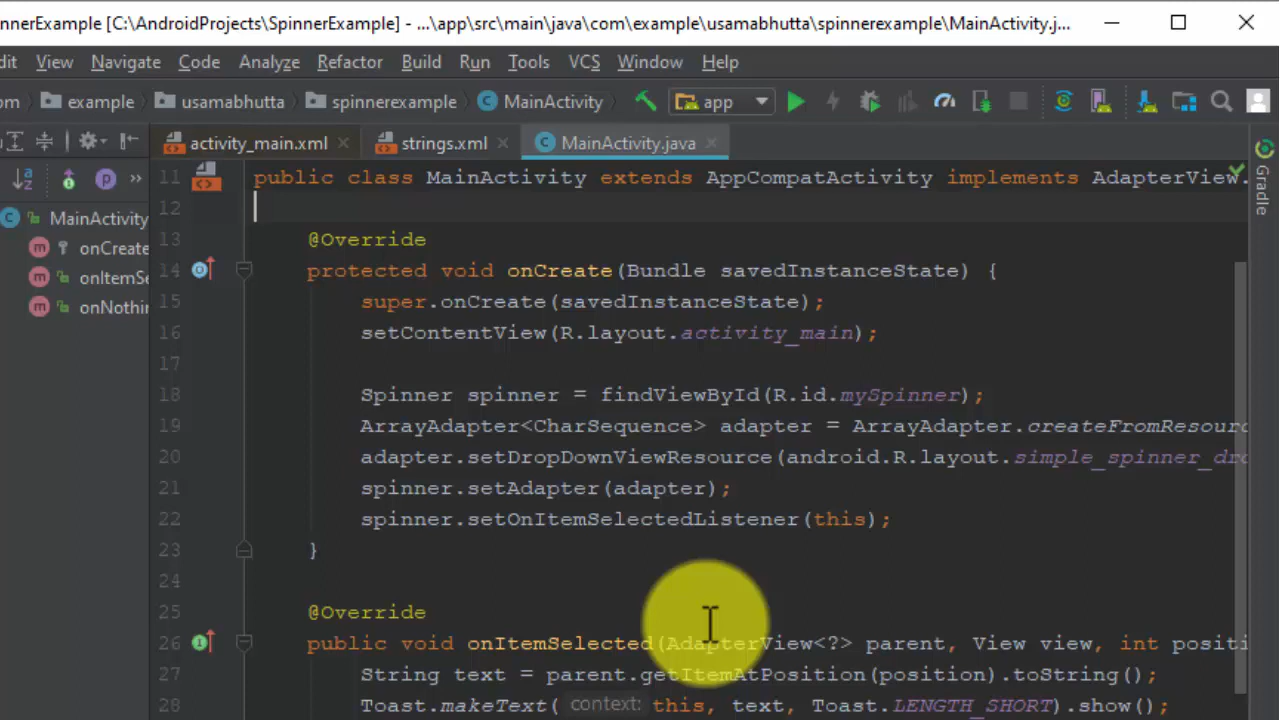 nnerExample [C:\AndroidProjects\SpinnerExample] - ...\app\src\main\java\com\example\usamabhutta\spinnerexample\MainActivity.j...
dit View Navigate Code Analyze Refactor Build Run Tools VCS Window Help
om example usamabhutta spinnerexample MainActivity app
activity_main.xml strings.xml MainActivity.java
11 public class MainActivity extends AppCompatActivity implements AdapterView.
12
13 @Override
14 protected void onCreate(Bundle savedInstanceState) {
15 super.onCreate(savedInstanceState);
16 setContentView(R.layout.activity_main);
17
18 Spinner spinner = findViewById(R.id.mySpinner);
19 ArrayAdapter<CharSequence> adapter = ArrayAdapter.createFromResourc
20 adapter.setDropDownViewResource(android.R.layout.simple_spinner_dro
21 spinner.setAdapter(adapter);
22 spinner.setOnItemSelectedListener(this);
23 }
24
25 @Override
26 public void onItemSelected(AdapterView<?> parent, View view, int positi
27 String text = parent.getItemAtPosition(position).toString();
28 Toast.makeText( context: this, text, Toast.LENGTH_SHORT).show();
MainActivity
onCreate
onItemSe
onNothin
Gradle